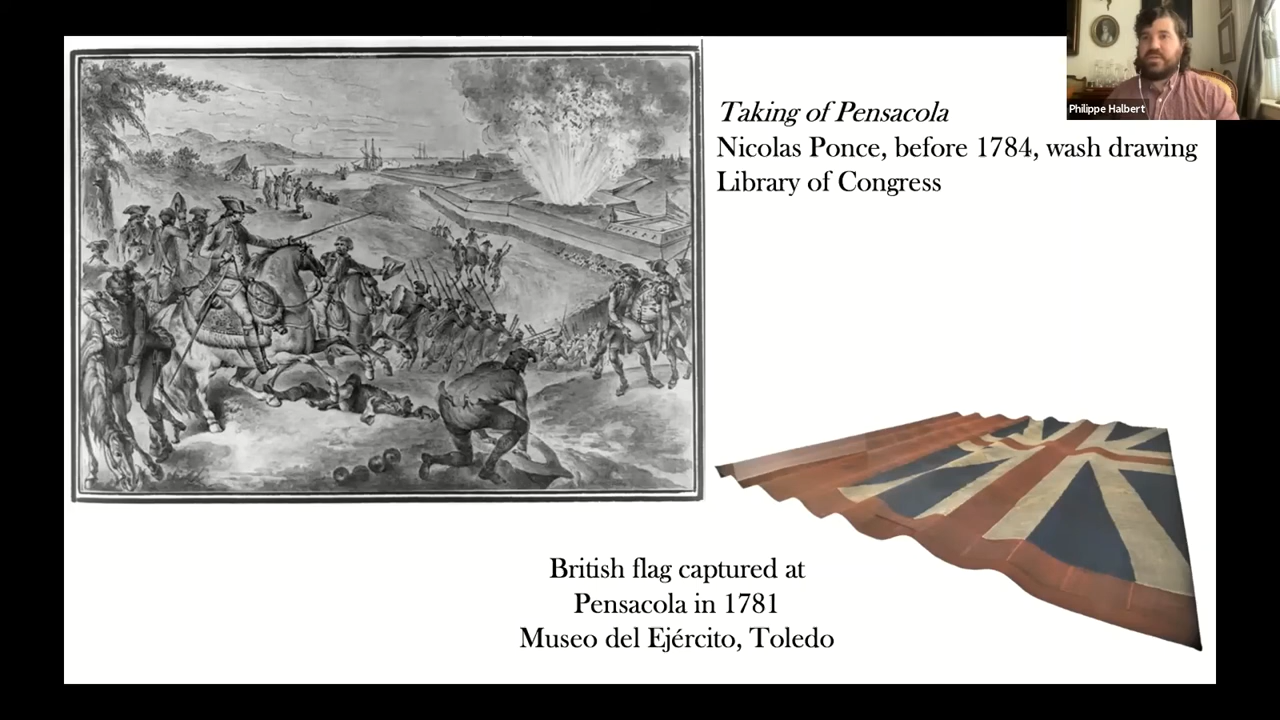 Philippe Halbert
Taking of Pensacola
Nicolas Ponce, before 1784, wash drawing
Library of Congress
British flag captured at
Pensacola in 1781
Museo del Ejército, Toledo